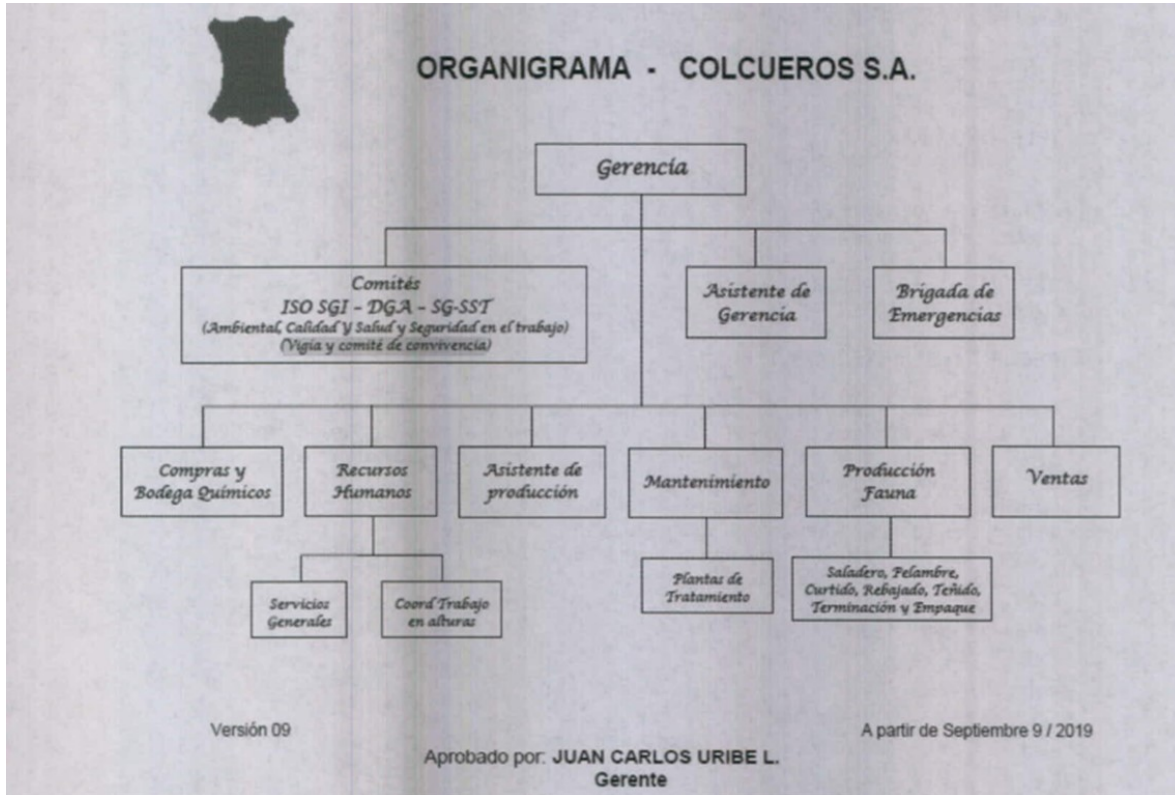 ORGANIGRAMA - COLCUEROS S.A.
Gerencia
Comités
ISO SGI - DGA - SG-SST
(Ambiental, Calidad Y Salud y Seguridad en el trabajo)
(Vigia y comité de convivencia)
Asistente de
Gerencia
Brigada de
Emergencias
Compras y
Bodega Químicos
Recursos
Humanos
Asistente de
producción
Mantenimiento
Producción
Fauna
Ventas
Servicios
Generales
Coord Trabajo
en alturas
Plantas de
Tratamiento
Saladero, Pelambre,
Curtido, Rebajado, Teñido,
Terminación y Empaque
Versión 09
A partir de Septiembre 9 / 2019
Aprobado por: JUAN CARLOS URIBE L.
Gerente